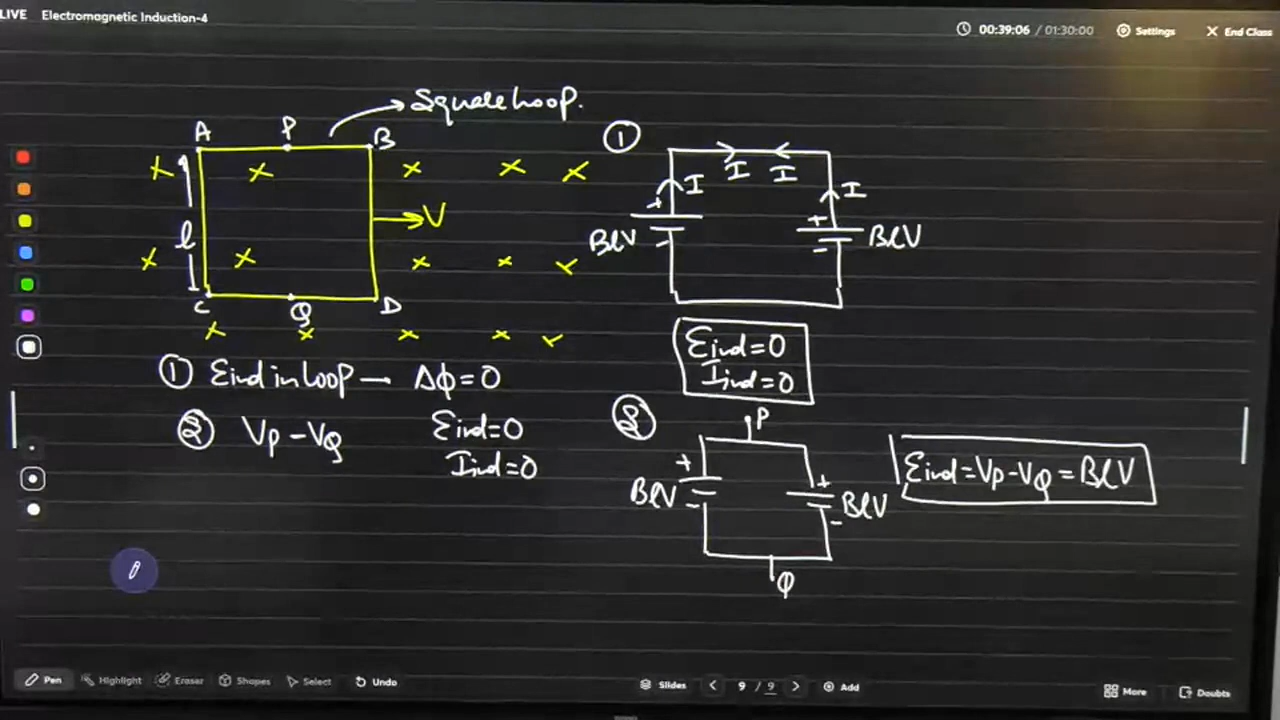 LIVE Electromagnetic Induction-4
00:39:06 / 01:30:00 Settings End Class
Square Loop.
A P B
l
V
C Q D
① Eind in loop — Δϕ=0
Eind=0
Iind=0
② Vp-VQ
①
I I
I I
+ +
BlV BlV
- -
Eind=0
Iind=0
②
P
+ +
BlV BlV
- -
Q
Eind=Vp-VQ=BlV
Pen Highlight Eraser Shapes Select Undo
Slides 9 / 9 Add
More Doubts